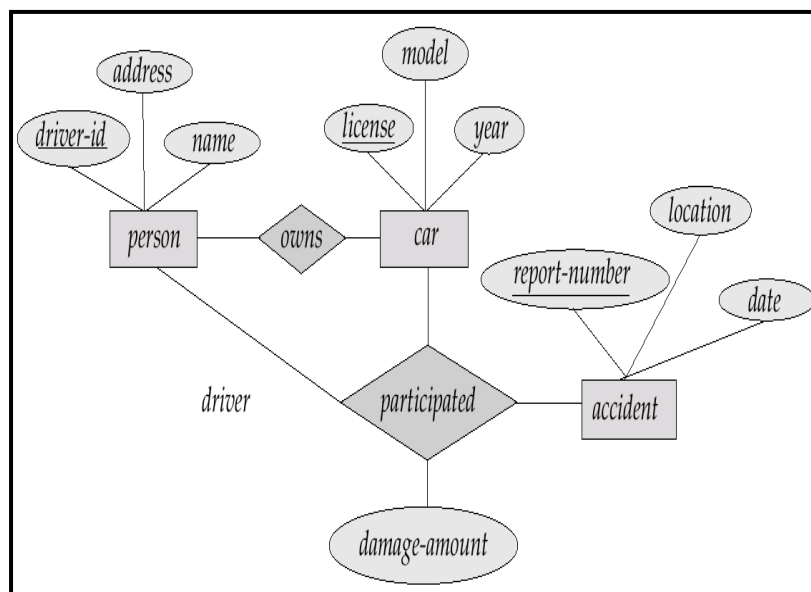 model
address
driver-id
name
license
year
location
person
owns
car
report-number
date
driver
participated
accident
damage-amount